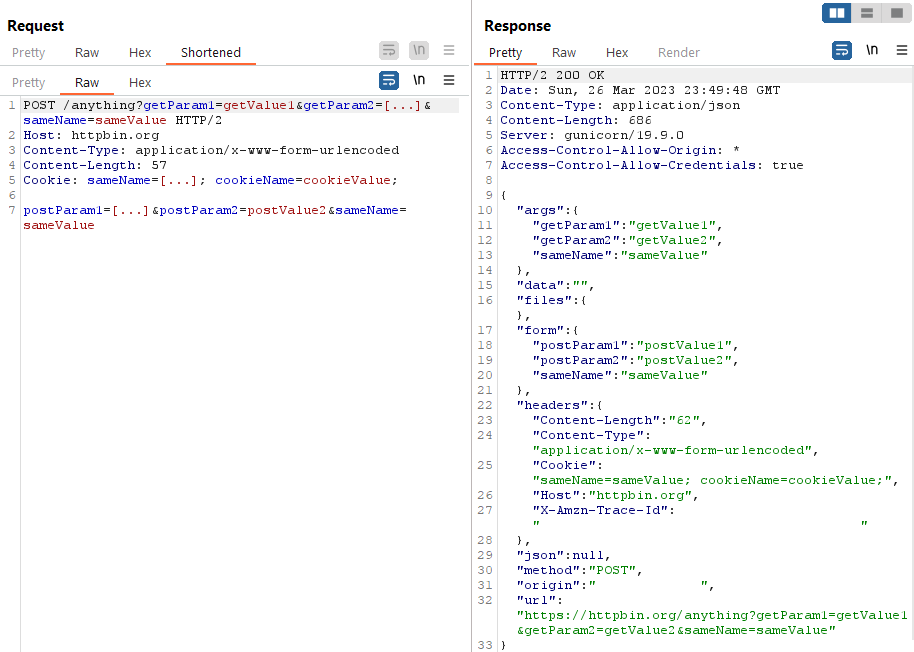 Request
Pretty Raw Hex Shortened \n
Pretty Raw Hex \n
1 POST /anything?getParam1=getValue1&getParam2=[...]&
sameName=sameValue HTTP/2
2 Host: httpbin.org
3 Content-Type: application/x-www-form-urlencoded
4 Content-Length: 57
5 Cookie: sameName=[...]; cookieName=cookieValue;
6
7 postParam1=[...]&postParam2=postValue2&sameName=
sameValue
Response
Pretty Raw Hex Render \n
1 HTTP/2 200 OK
2 Date: Sun, 26 Mar 2023 23:49:48 GMT
3 Content-Type: application/json
4 Content-Length: 686
5 Server: gunicorn/19.9.0
6 Access-Control-Allow-Origin: *
7 Access-Control-Allow-Credentials: true
8
9 {
10 "args":{
11 "getParam1":"getValue1",
12 "getParam2":"getValue2",
13 "sameName":"sameValue"
14 },
15 "data":"",
16 "files":{
},
17 "form":{
18 "postParam1":"postValue1",
19 "postParam2":"postValue2",
20 "sameName":"sameValue"
21 },
22 "headers":{
23 "Content-Length":"62",
24 "Content-Type":
"application/x-www-form-urlencoded",
25 "Cookie":
"sameName=sameValue; cookieName=cookieValue;",
26 "Host":"httpbin.org",
27 "X-Amzn-Trace-Id":
" "
28 },
29 "json":null,
30 "method":"POST",
31 "origin":" ",
32 "url":
"https://httpbin.org/anything?getParam1=getValue1
&getParam2=getValue2&sameName=sameValue"
33 }